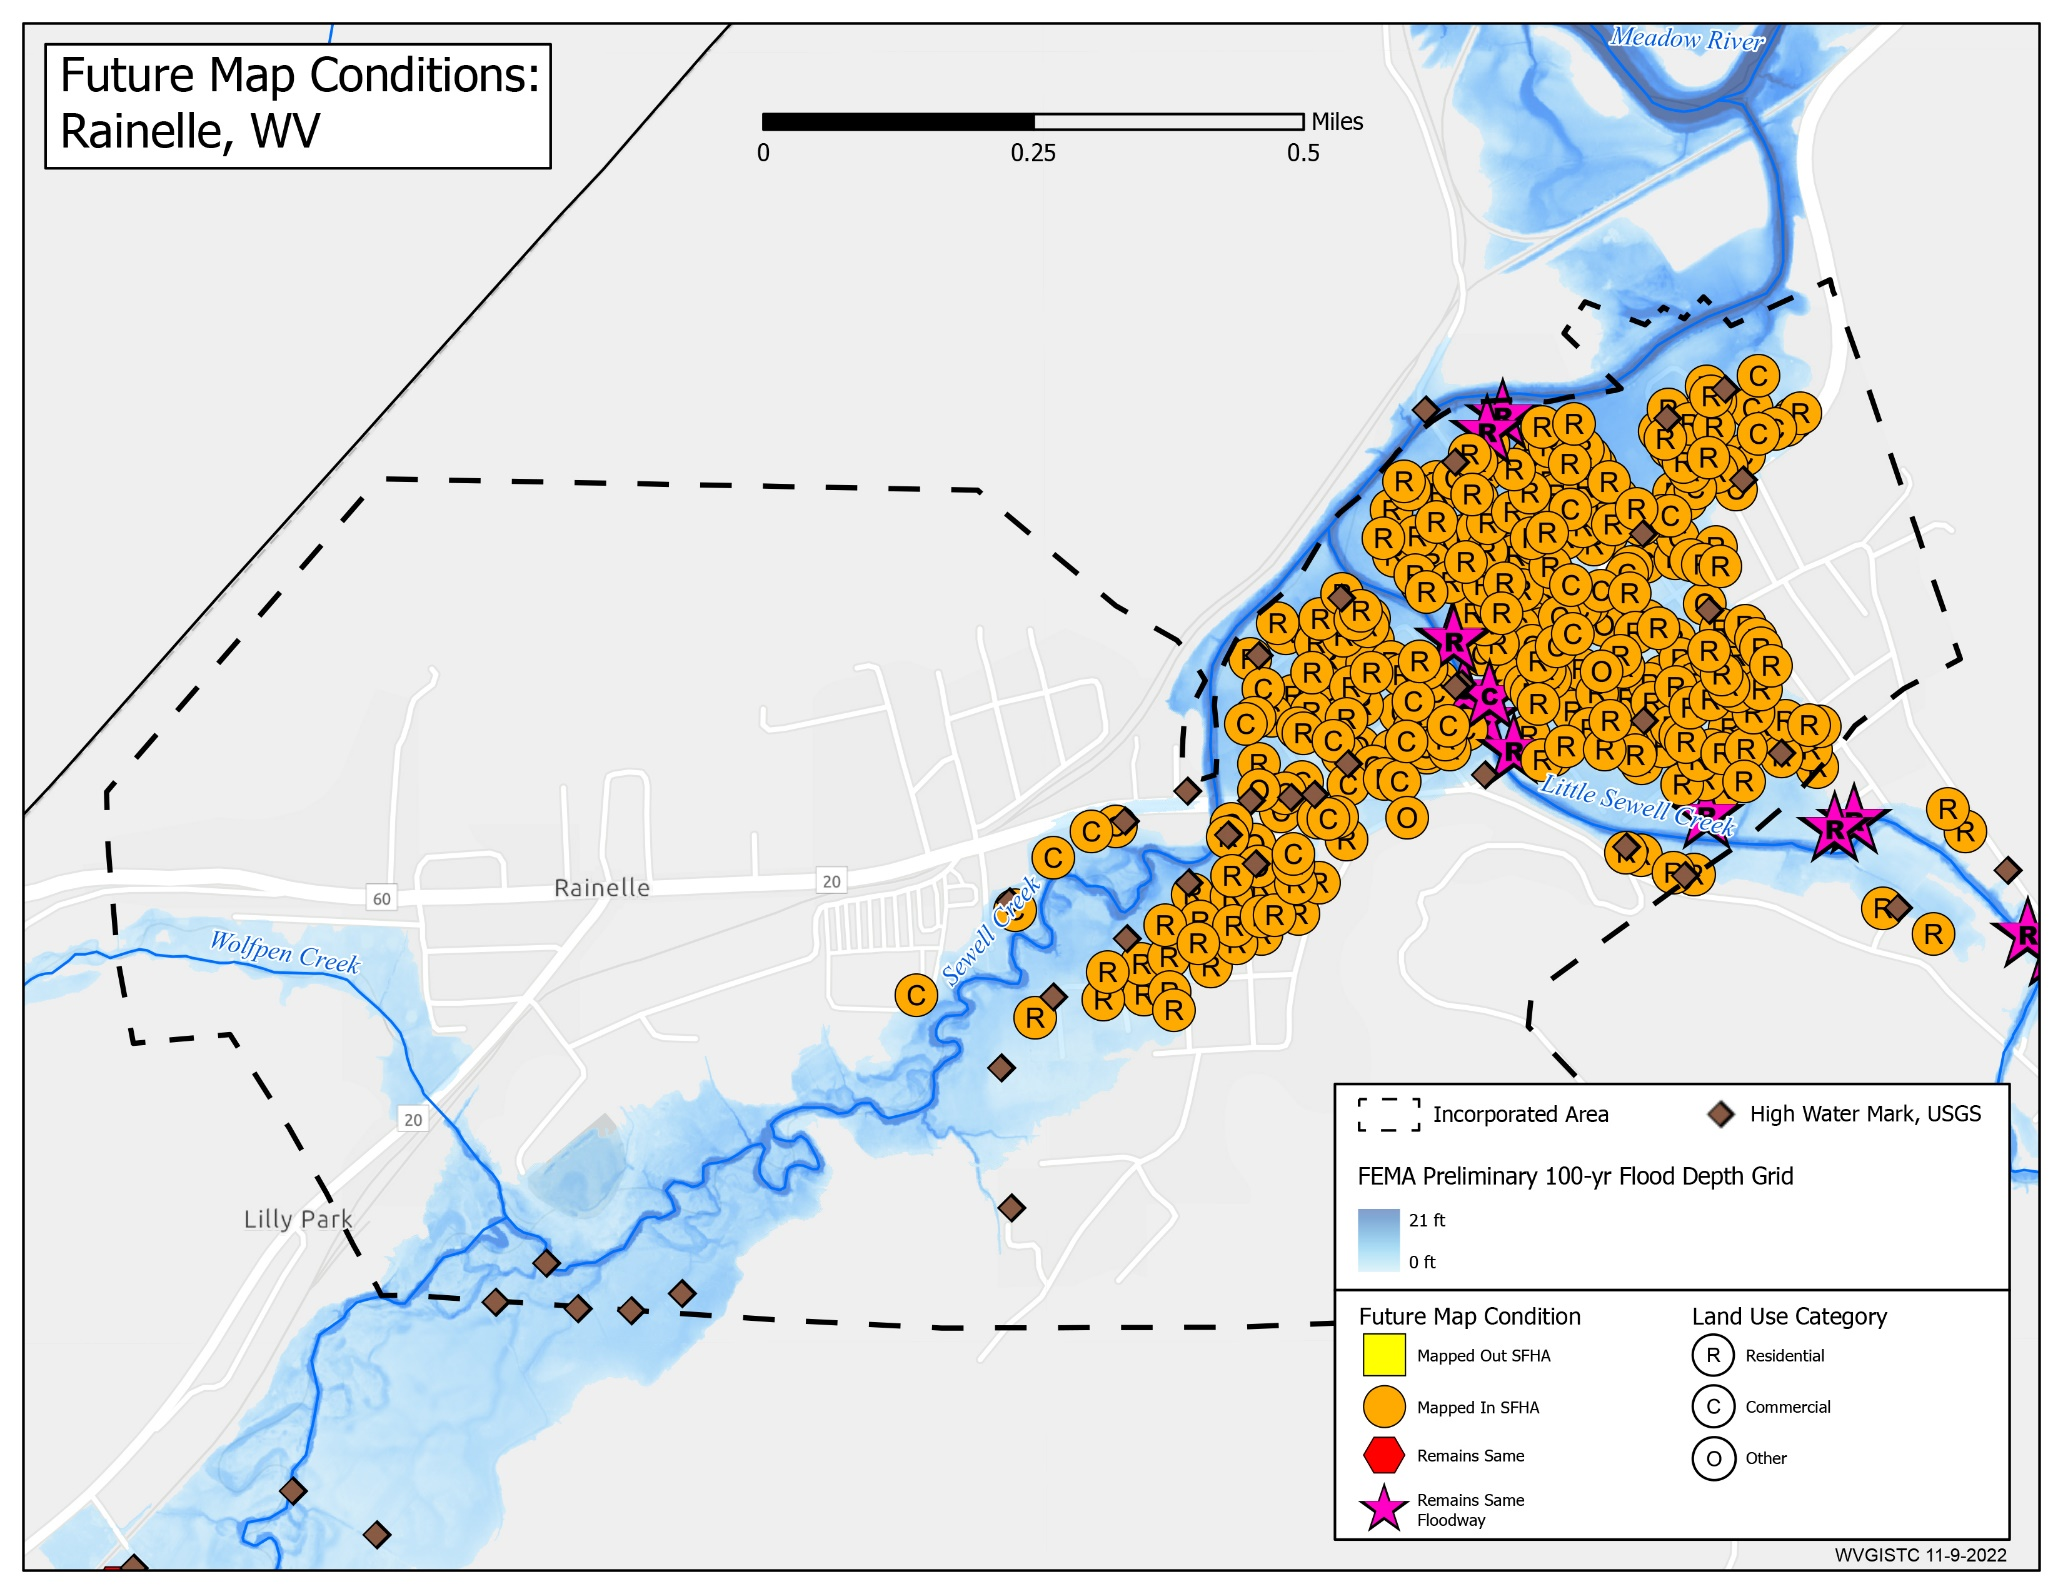 Meadow River
Future Map Conditions:
Rainelle, WV
Miles
0
0.25
0.5
Little Sewell Creek
Rainelle
20
60
Sewell Creek
Wolfpen Creek
20
Lilly Park
Incorporated Area
High Water Mark, USGS
FEMA Preliminary 100-yr Flood Depth Grid
21 ft
0 ft
Future Map Condition
Land Use Category
Mapped Out SFHA
R
Residential
Mapped In SFHA
C
Commercial
Remains Same
O
Other
Remains Same
Floodway
WVGISTC 11-9-2022